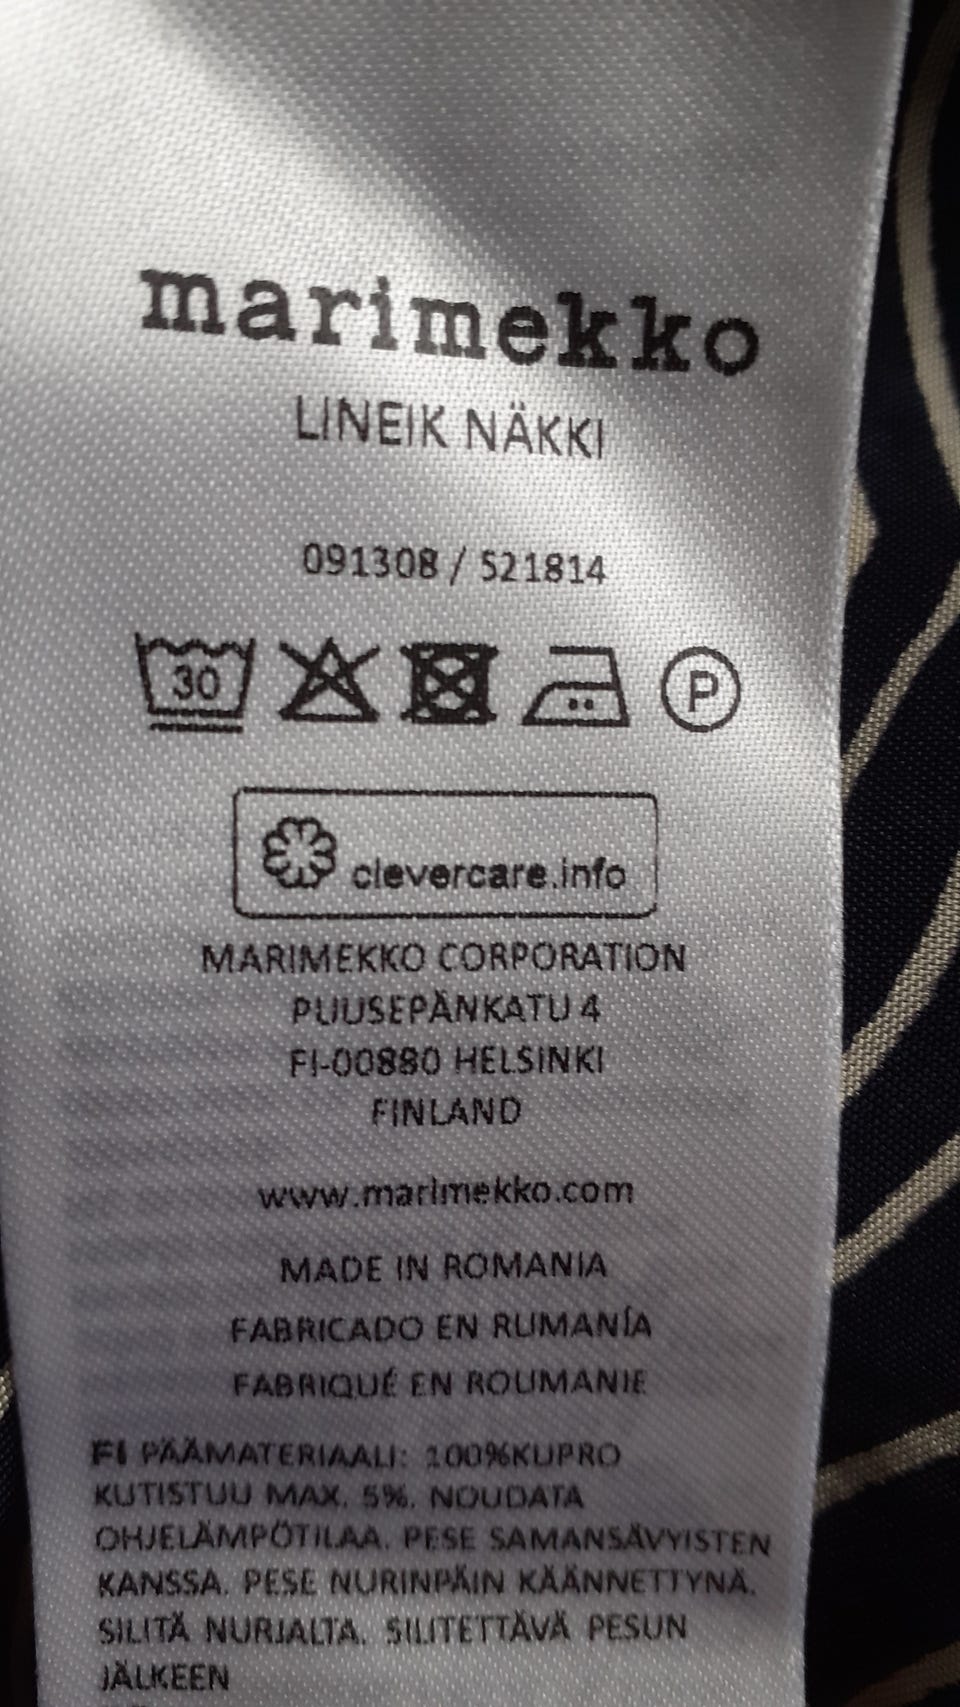 marimekko
LINEIK NÄKKI
091308 / 521814
30 P
clevercare.info
MARIMEKKO CORPORATION
PUUSEPÄNKATU 4
FI-00880 HELSINKI
FINLAND
www.marimekko.com
MADE IN ROMANIA
FABRICADO EN RUMANÍA
FABRIQUÉ EN ROUMANIE
FI PÄÄMATERIAALI: 100%KUPRO
KUTISTUU MAX. 5%. NOUDATA
OHJELÄMPÖTILAA. PESE SAMANSÄVYISTEN
KANSSA. PESE NURINPÄIN KÄÄNNETTYNÄ.
SILITÄ NURJALTA. SILITETTÄVÄ PESUN
JÄLKEEN